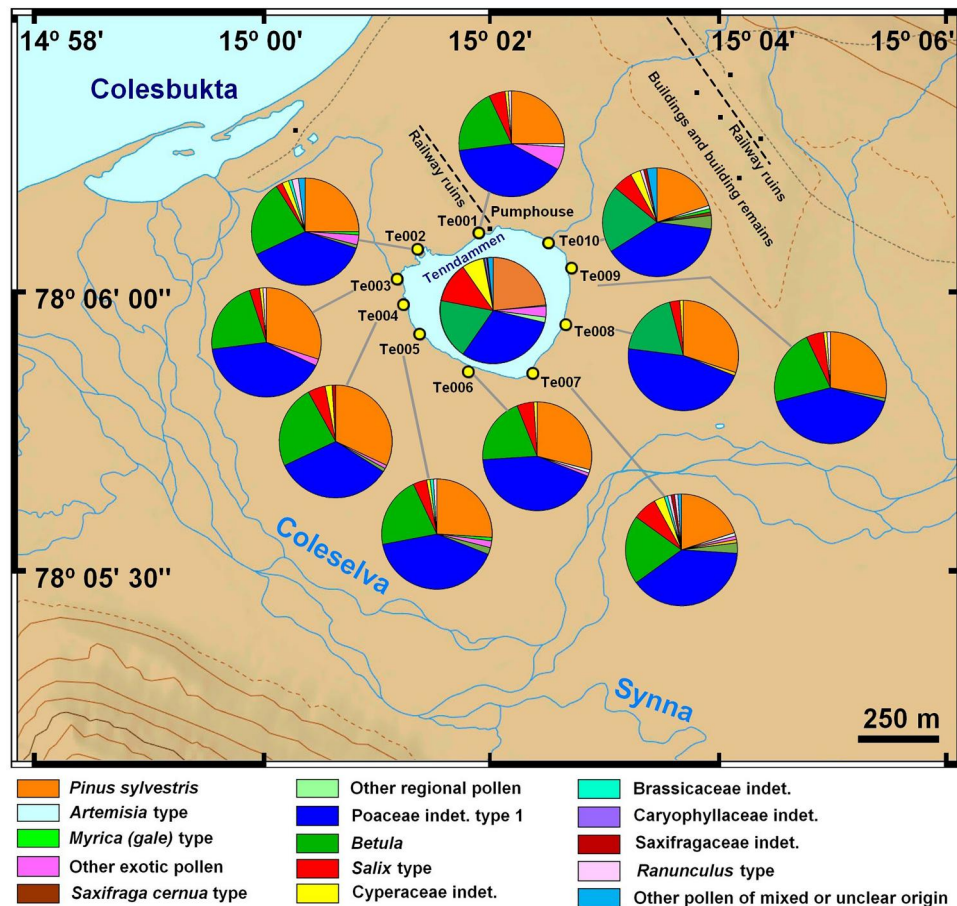 14º 58'
15º 00'
15º 02'
15º 04'
15º 06'
Colesbukta
Railway ruins
Buildings and building remains
Railway ruins
Te001
Pumphouse
Te002
Te010
Tenndammen
Te003
Te009
78º 06' 00"
Te004
Te008
Te005
Te006
Te007
Coleselva
78º 05' 30"
Synna
250 m
Pinus sylvestris
Artemisia type
Myrica (gale) type
Other exotic pollen
Saxifraga cernua type
Other regional pollen
Poaceae indet. type 1
Betula
Salix type
Cyperaceae indet.
Brassicaceae indet.
Caryophyllaceae indet.
Saxifragaceae indet.
Ranunculus type
Other pollen of mixed or unclear origin